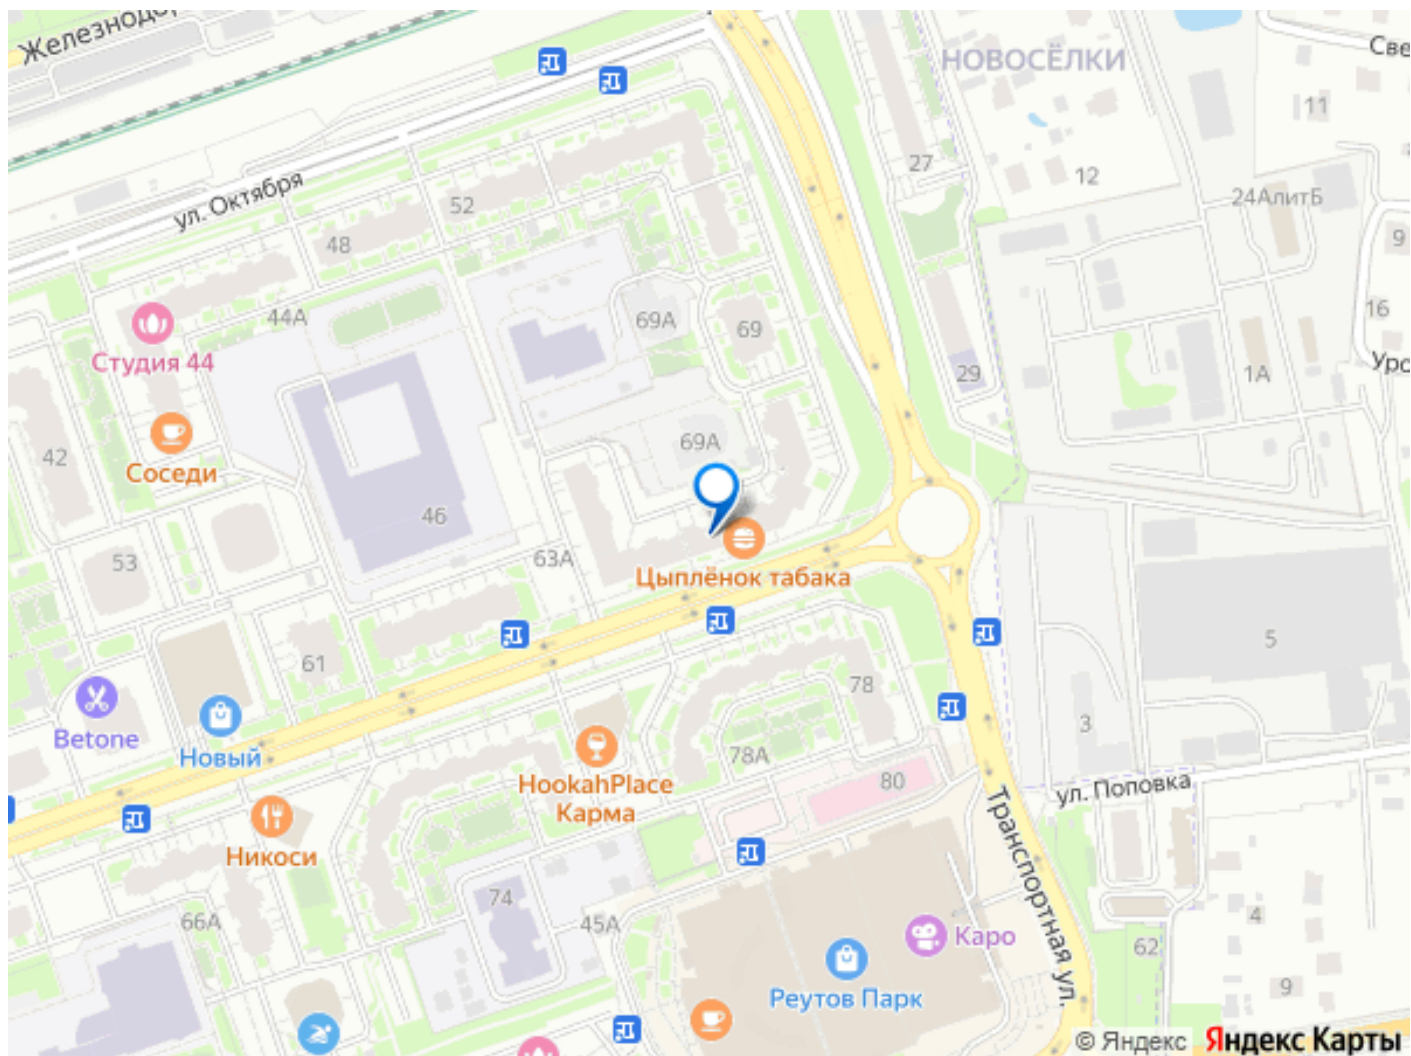 Железнодо
НОВОСЁЛКИ
Све
11
27
12
ул. Октября
52
24АлитБ
48
9
44А
69А
69
16
Студия 44
29
1А
Уро
42
69А
Соседи
46
53
63А
Цыплёнок табака
61
5
78
Betone
3
Новый
78А
80
HookahPlace
Карма
ул. Поповка
Никоси
Транспортная ул.
74
66А
45А
4
Каро
62
Реутов Парк
9
© Яндекс Яндекс Карты